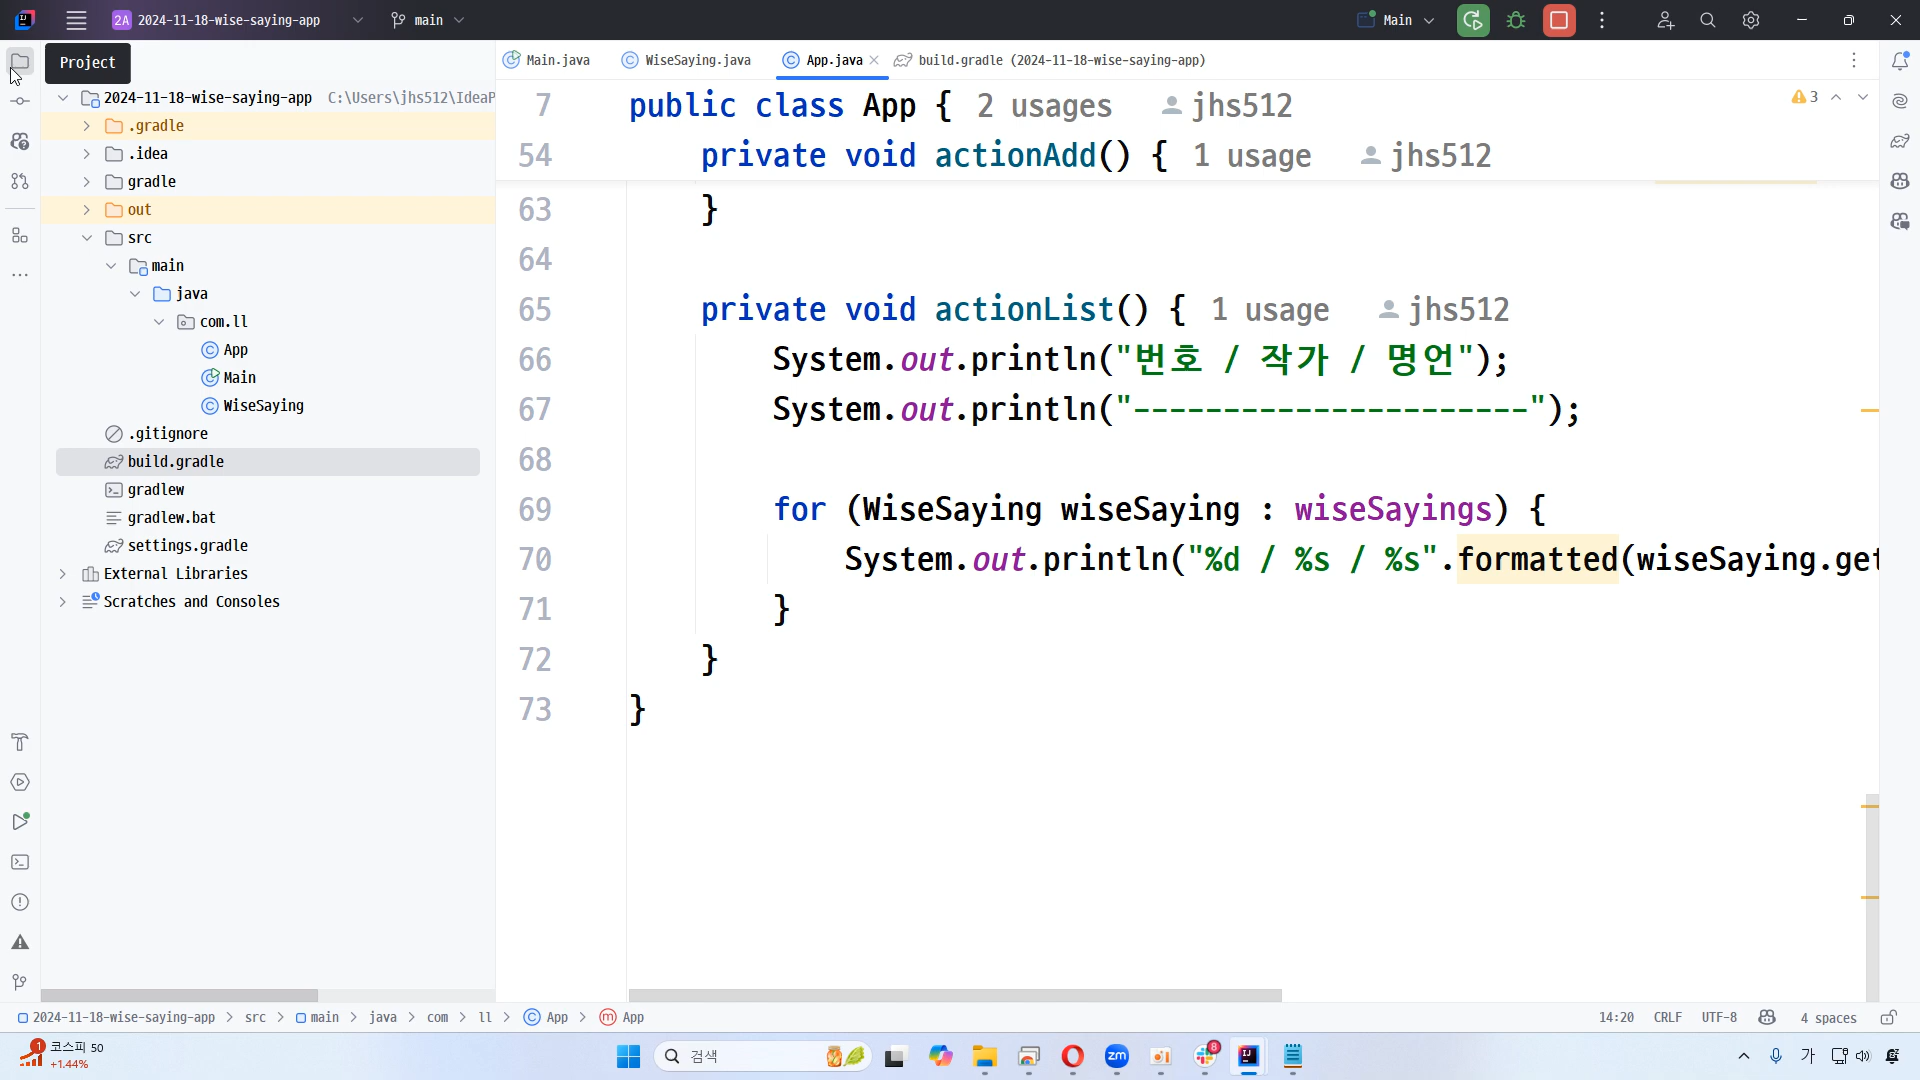 2A 2024-11-18-wise-saying-app main Main
Project
Main.java WiseSaying.java App.java build.gradle (2024-11-18-wise-saying-app)
2024-11-18-wise-saying-app C:\Users\jhs512\IdeaP
.gradle
.idea
gradle
out
src
main
java
com.ll
App
Main
WiseSaying
.gitignore
build.gradle
gradlew
gradlew.bat
settings.gradle
External Libraries
Scratches and Consoles
3
7 public class App { 2 usages jhs512
54 private void actionAdd() { 1 usage jhs512
63 }
64
65 private void actionList() { 1 usage jhs512
66 System.out.println("번호 / 작가 / 명언");
67 System.out.println("----------------------");
68
69 for (WiseSaying wiseSaying : wiseSayings) {
70 System.out.println("%d / %s / %s".formatted(wiseSaying.get
71 }
72 }
73 }
2024-11-18-wise-saying-app > src > main > java > com > ll > App > App
14:20 CRLF UTF-8 4 spaces
1 코스피 50
+1.44%
검색
zm
8
가